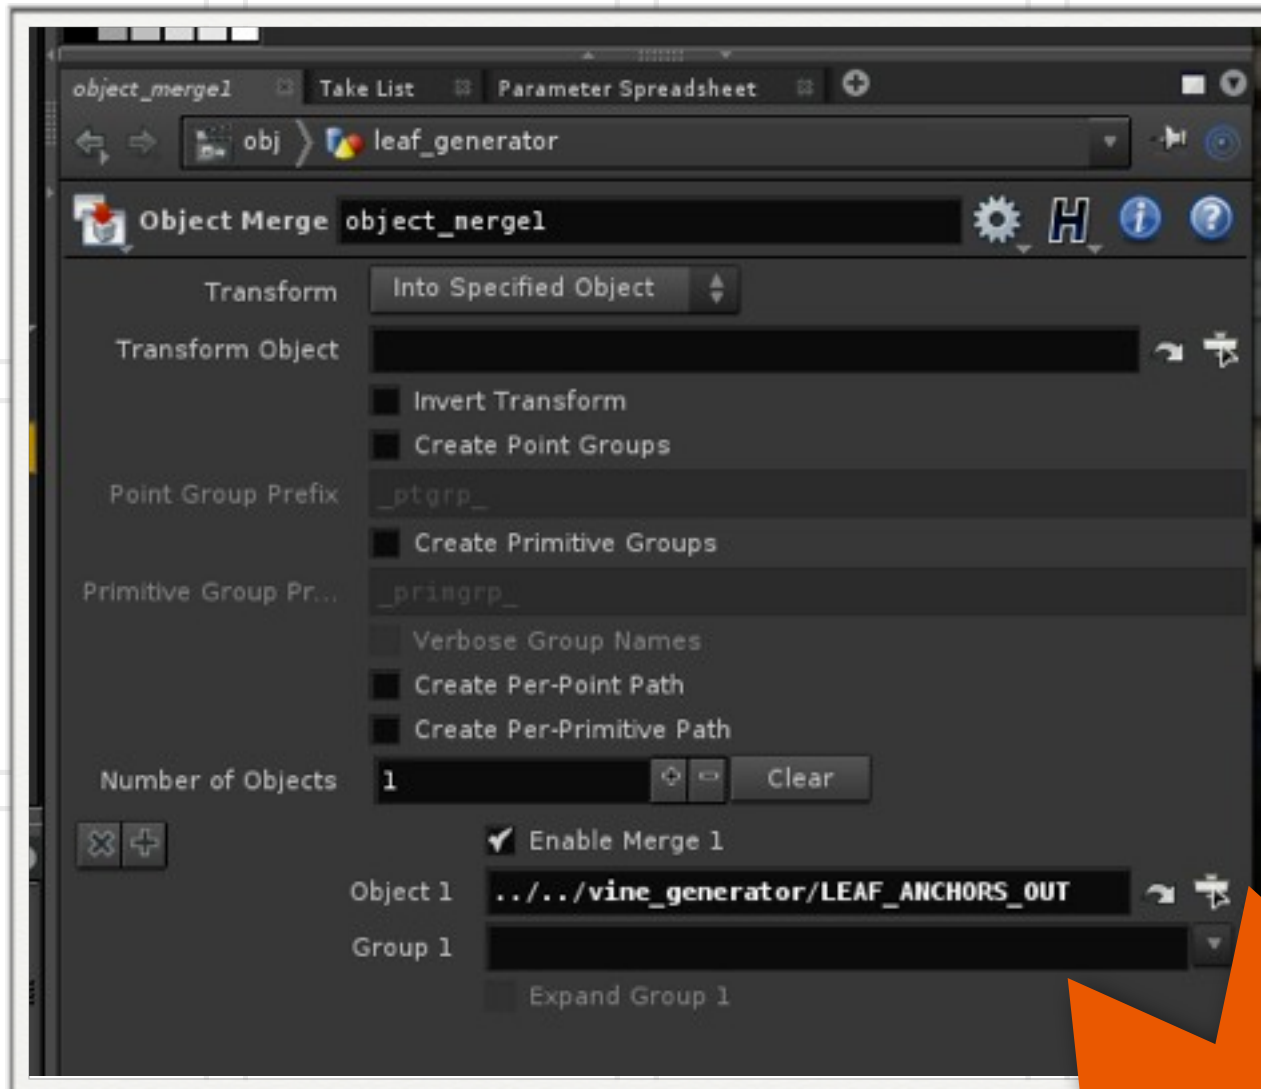 object_merge1 Take List Parameter Spreadsheet
obj leaf_generator
Object Merge object_merge1
Transform Into Specified Object
Transform Object
Invert Transform
Create Point Groups
Point Group Prefix _ptgrp_
Create Primitive Groups
Primitive Group Pr... _primgrp_
Verbose Group Names
Create Per-Point Path
Create Per-Primitive Path
Number of Objects 1 Clear
Enable Merge 1
Object 1 ../../vine_generator/LEAF_ANCHORS_OUT
Group 1
Expand Group 1